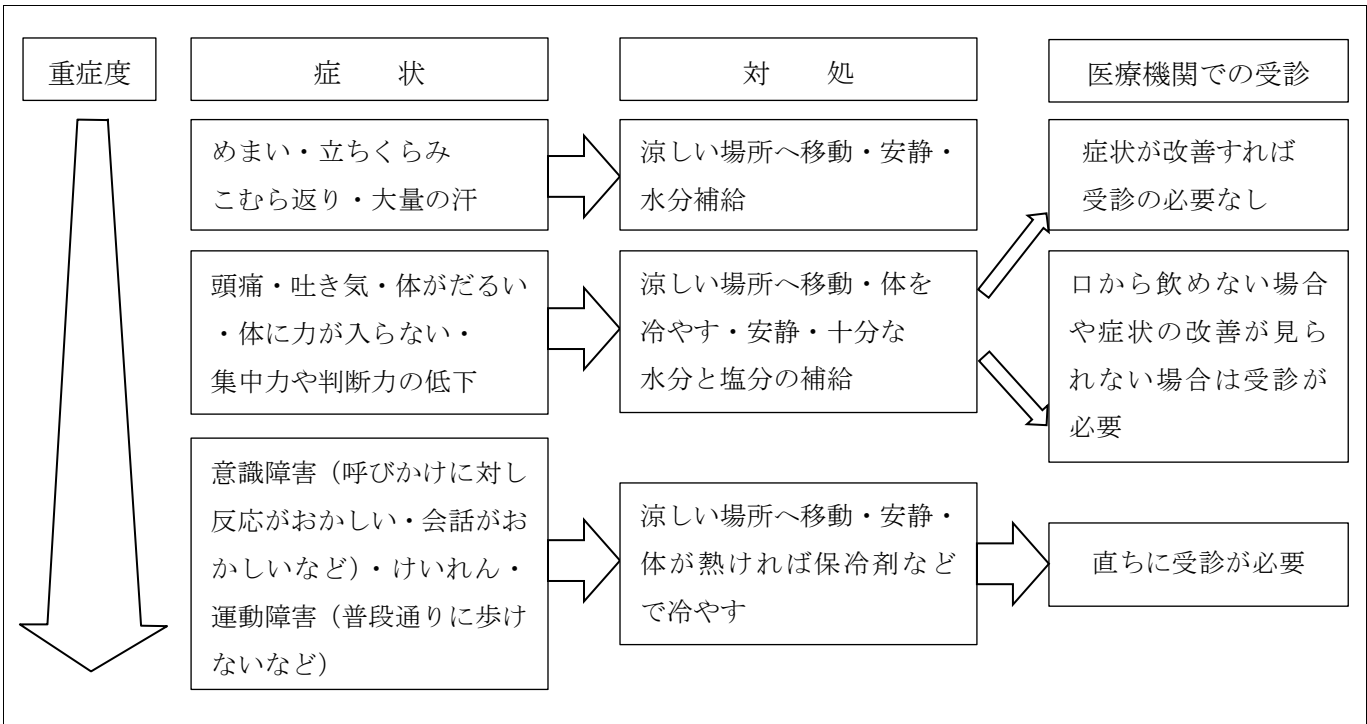 重症度
症　　状
対　　処
医療機関での受診
めまい・立ちくらみ
こむら返り・大量の汗
涼しい場所へ移動・安静・
水分補給
症状が改善すれば
受診の必要なし
頭痛・吐き気・体がだるい
・体に力が入らない・
集中力や判断力の低下
涼しい場所へ移動・体を
冷やす・安静・十分な
水分と塩分の補給
口から飲めない場合
や症状の改善が見ら
れない場合は受診が
必要
意識障害（呼びかけに対し
反応がおかしい・会話がお
かしいなど）・けいれん・
運動障害（普段通りに歩け
ないなど）
涼しい場所へ移動・安静・
体が熱ければ保冷剤など
で冷やす
直ちに受診が必要